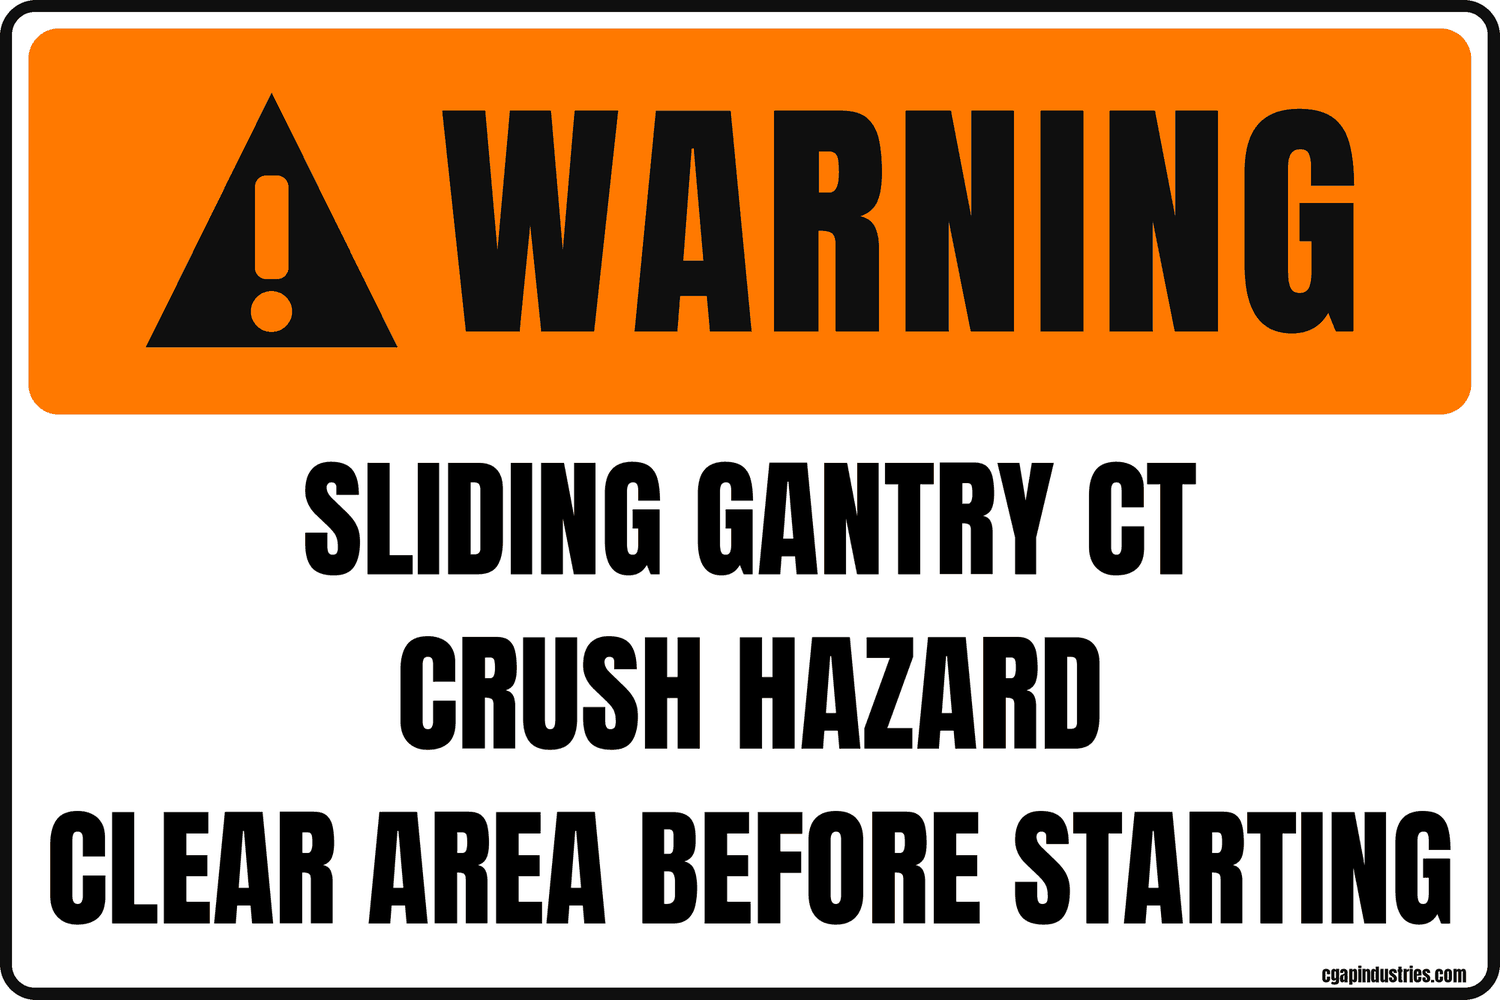 WARNING
SLIDING GANTRY CT
CRUSH HAZARD
CLEAR AREA BEFORE STARTING
cgapindustries.com